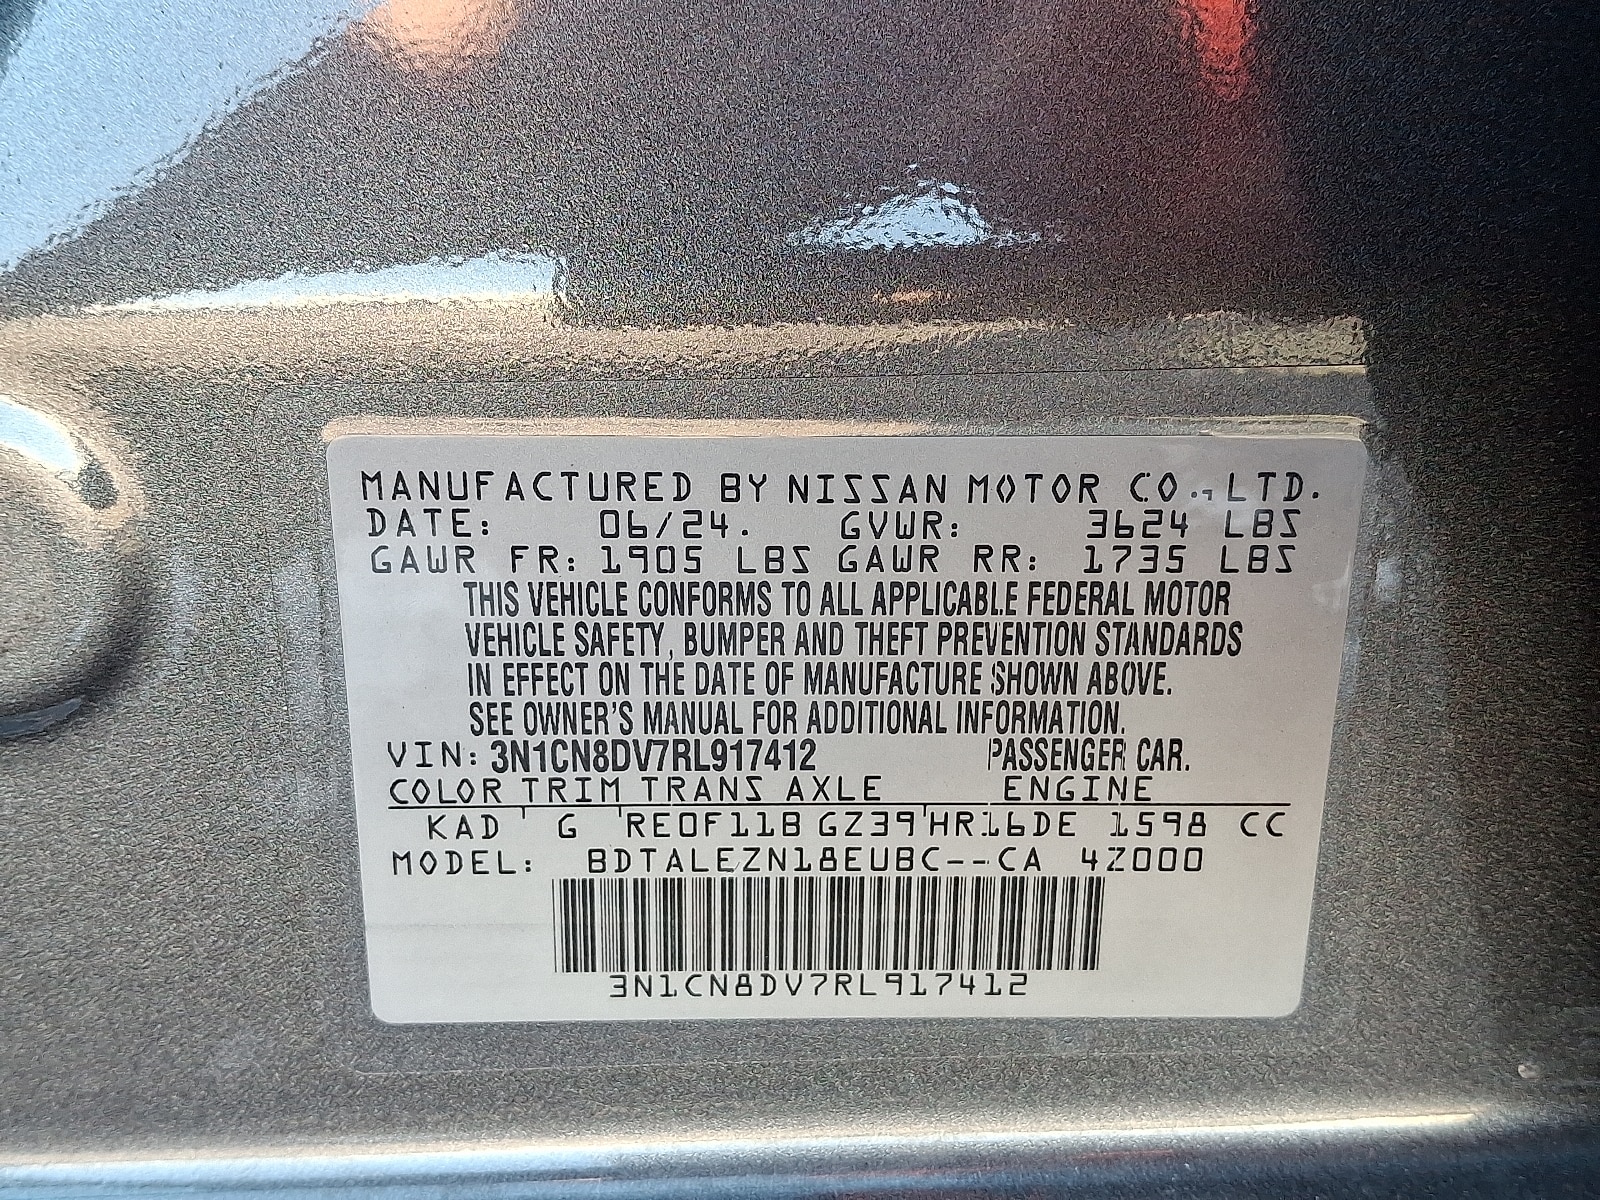 MANUFACTURED BY NISSAN MOTOR CO., LTD.
DATE: 06/24. GVWR: 3624 LBS
GAWR FR: 1905 LBS GAWR RR: 1735 LBS
THIS VEHICLE CONFORMS TO ALL APPLICABLE FEDERAL MOTOR
VEHICLE SAFETY, BUMPER AND THEFT PREVENTION STANDARDS
IN EFFECT ON THE DATE OF MANUFACTURE SHOWN ABOVE.
SEE OWNER'S MANUAL FOR ADDITIONAL INFORMATION.
VIN: 3N1CN8DV7RL917412 PASSENGER CAR.
COLOR TRIM TRANS AXLE ENGINE
KAD G RE0F11B GZ39 HR16DE 1598 CC
MODEL: BDTALEZN18EUBC--CA 4Z000
3N1CN8DV7RL917412